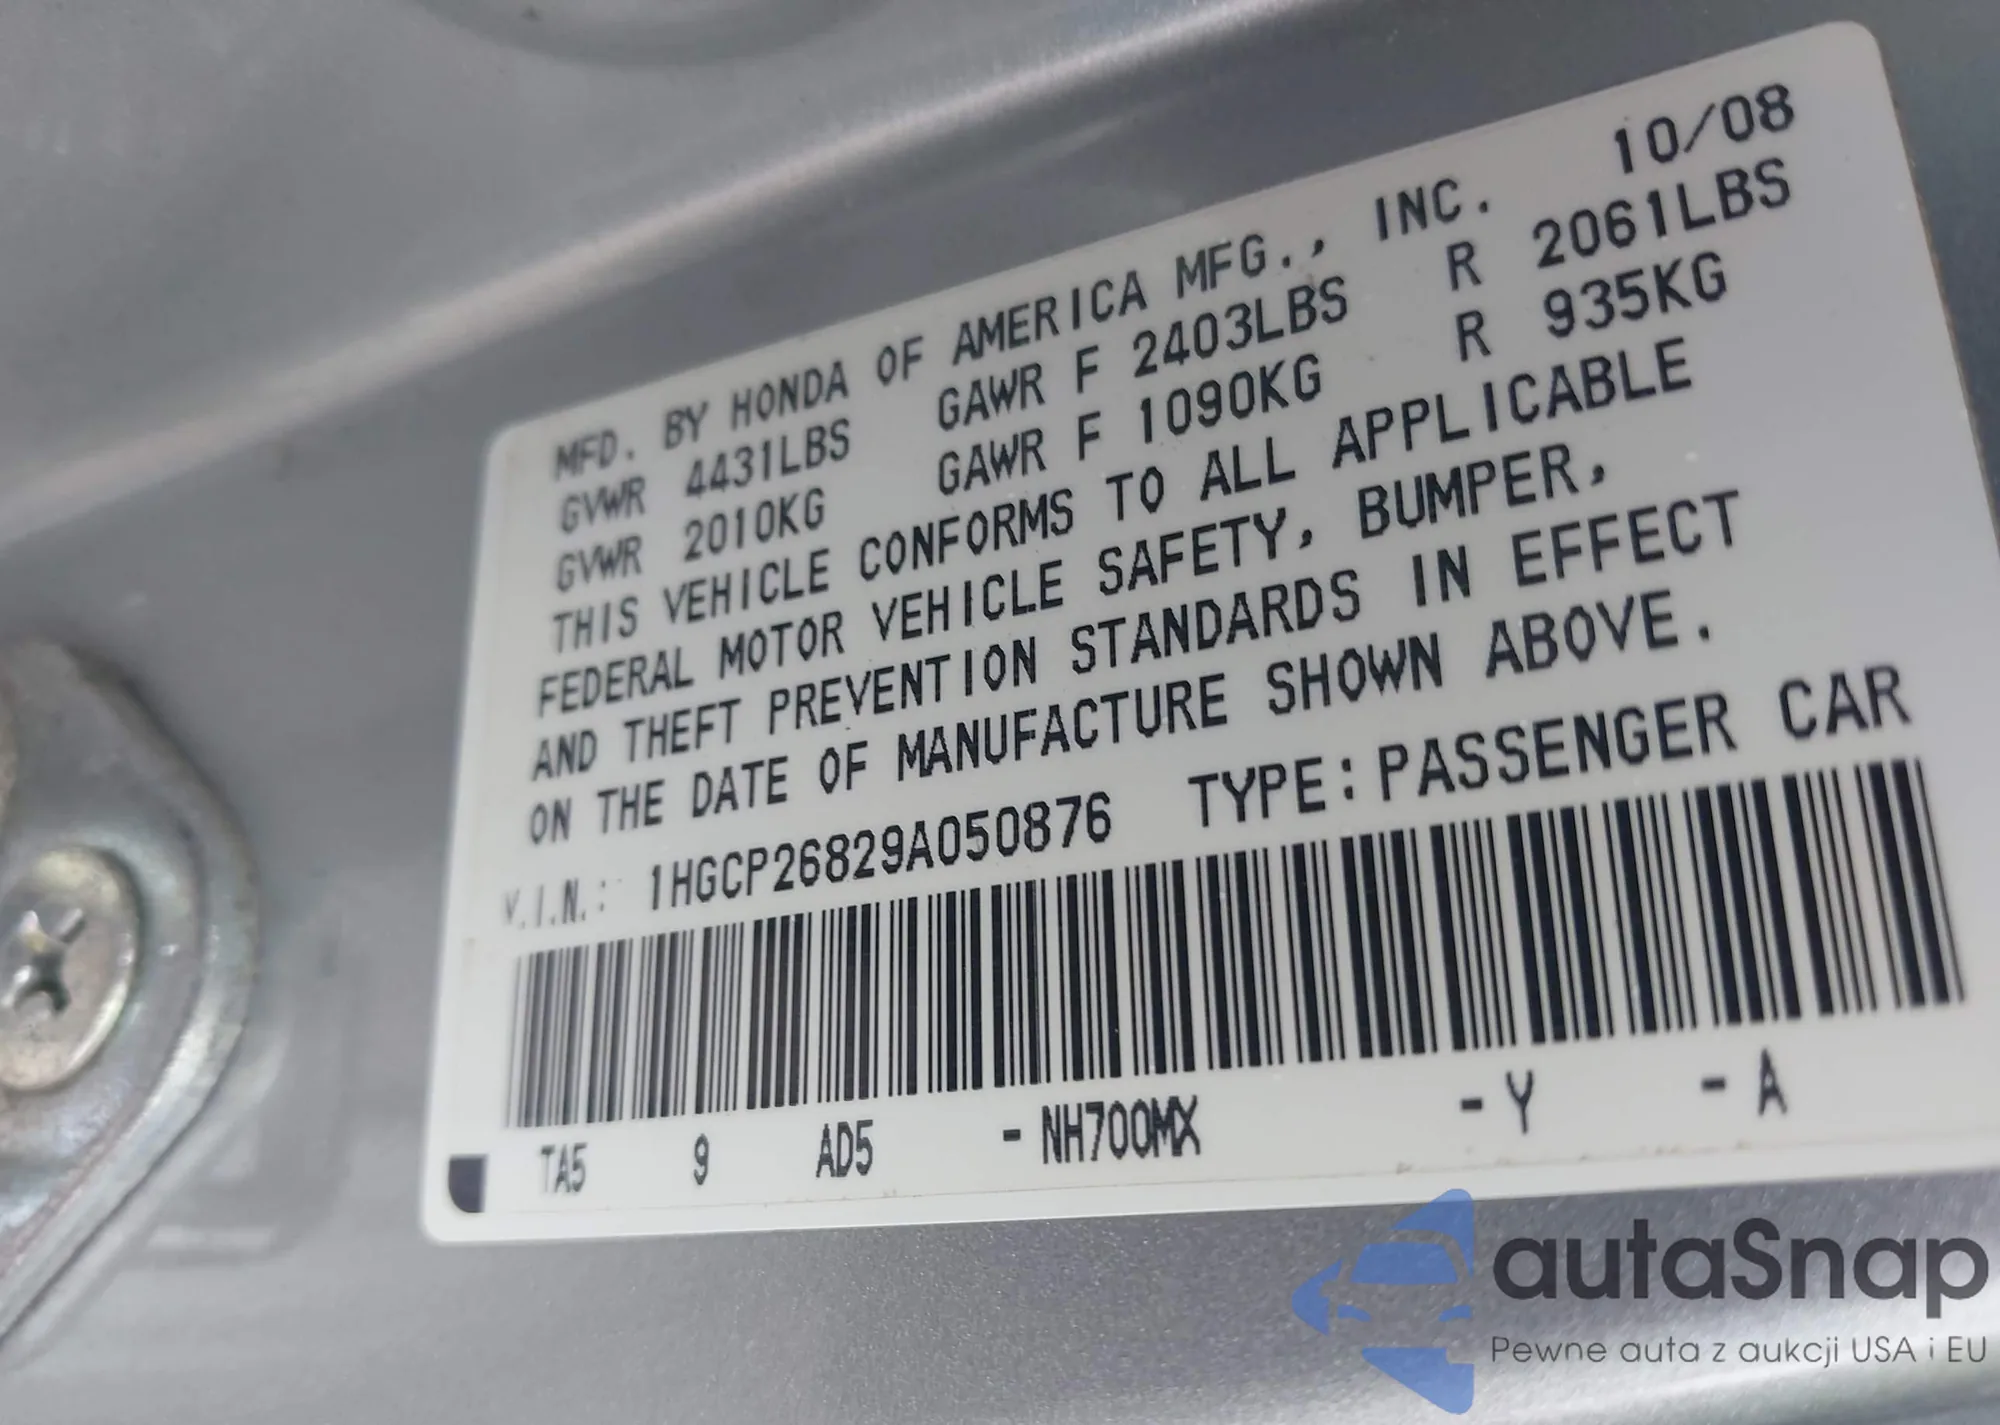 MFD. BY HONDA OF AMERICA MFG., INC. 10/08
GVWR 4431LBS GAWR F 2403LBS R 2061LBS
GVWR 2010KG GAWR F 1090KG R 935KG
THIS VEHICLE CONFORMS TO ALL APPLICABLE
FEDERAL MOTOR VEHICLE SAFETY, BUMPER,
AND THEFT PREVENTION STANDARDS IN EFFECT
ON THE DATE OF MANUFACTURE SHOWN ABOVE.
V.I.N.: 1HGCP26829A050876 TYPE:PASSENGER CAR
TA5 9 AD5 -NH700MX -Y -A
autaSnap
Pewne auta z aukcji USA i EU